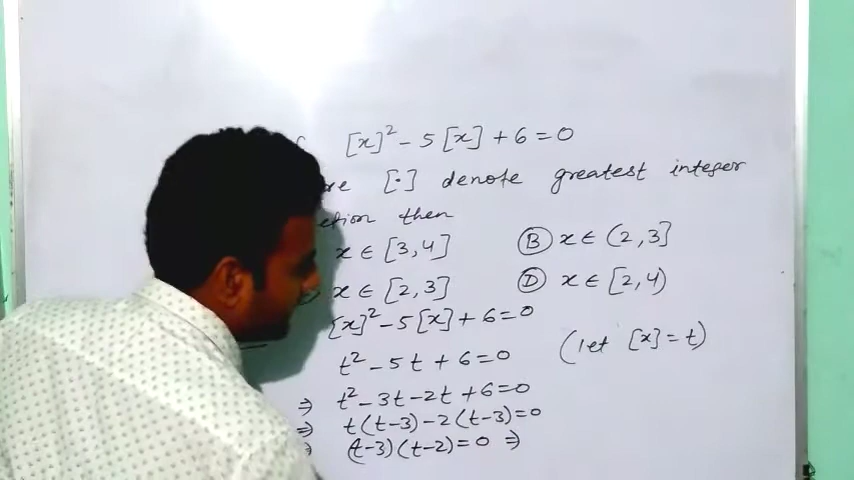 [x]² - 5[x] + 6 = 0
[·] denote greatest integer
then
x ∈ [3,4] Ⓑ x ∈ (2,3]
x ∈ [2,3] Ⓓ x ∈ [2,4)
[x]² - 5[x] + 6 = 0
t² - 5t + 6 = 0 (let [x] = t)
⇒ t² - 3t - 2t + 6 = 0
⇒ t(t-3) - 2(t-3) = 0
(t-3)(t-2) = 0 ⇒